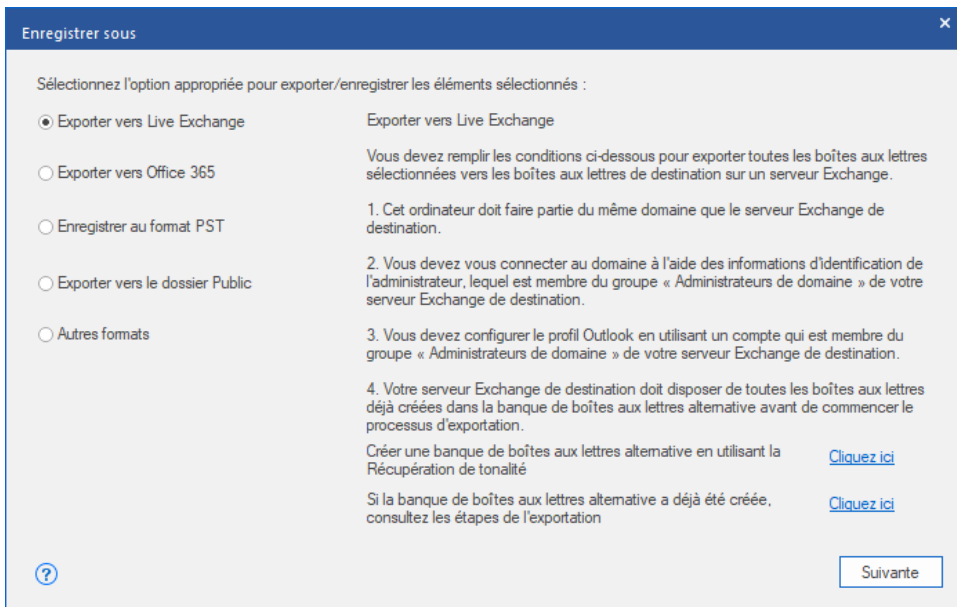 Enregistrer sous
Sélectionnez l'option appropriée pour exporter/enregistrer les éléments sélectionnés :
Exporter vers Live Exchange
Exporter vers Office 365
Enregistrer au format PST
Exporter vers le dossier Public
Autres formats
Exporter vers Live Exchange
Vous devez remplir les conditions ci-dessous pour exporter toutes les boîtes aux lettres
sélectionnées vers les boîtes aux lettres de destination sur un serveur Exchange.
1. Cet ordinateur doit faire partie du même domaine que le serveur Exchange de
destination.
2. Vous devez vous connecter au domaine à l'aide des informations d'identification de
l'administrateur, lequel est membre du groupe « Administrateurs de domaine » de votre
serveur Exchange de destination.
3. Vous devez configurer le profil Outlook en utilisant un compte qui est membre du
groupe « Administrateurs de domaine » de votre serveur Exchange de destination.
4. Votre serveur Exchange de destination doit disposer de toutes les boîtes aux lettres
déjà créées dans la banque de boîtes aux lettres alternative avant de commencer le
processus d'exportation.
Créer une banque de boîtes aux lettres alternative en utilisant la
Récupération de tonalité
Cliquez ici
Si la banque de boîtes aux lettres alternative a déjà été créée,
consultez les étapes de l'exportation
Cliquez ici
?
Suivante